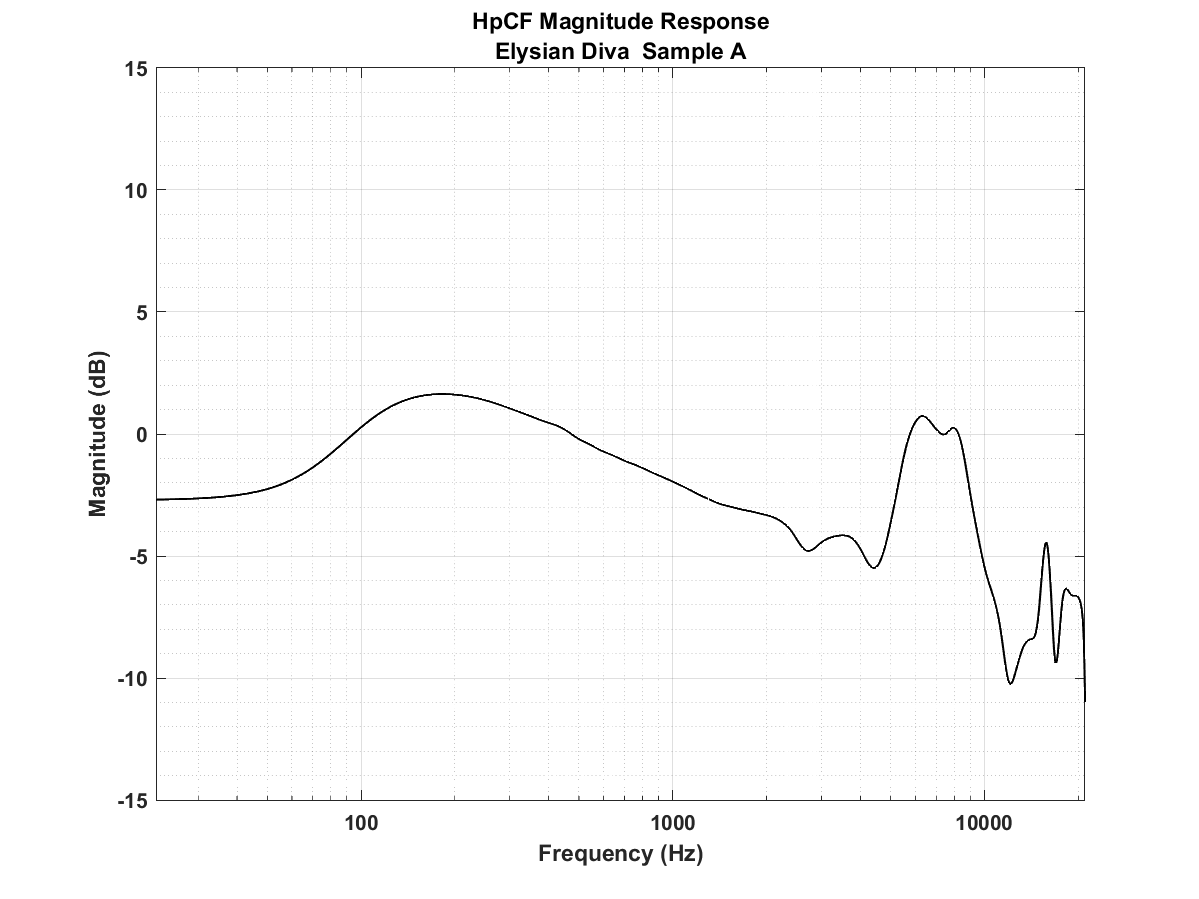 HpCF Magnitude Response
Elysian Diva  Sample A
15
10
5
0
-5
-10
-15
Magnitude (dB)
100
1000
10000
Frequency (Hz)